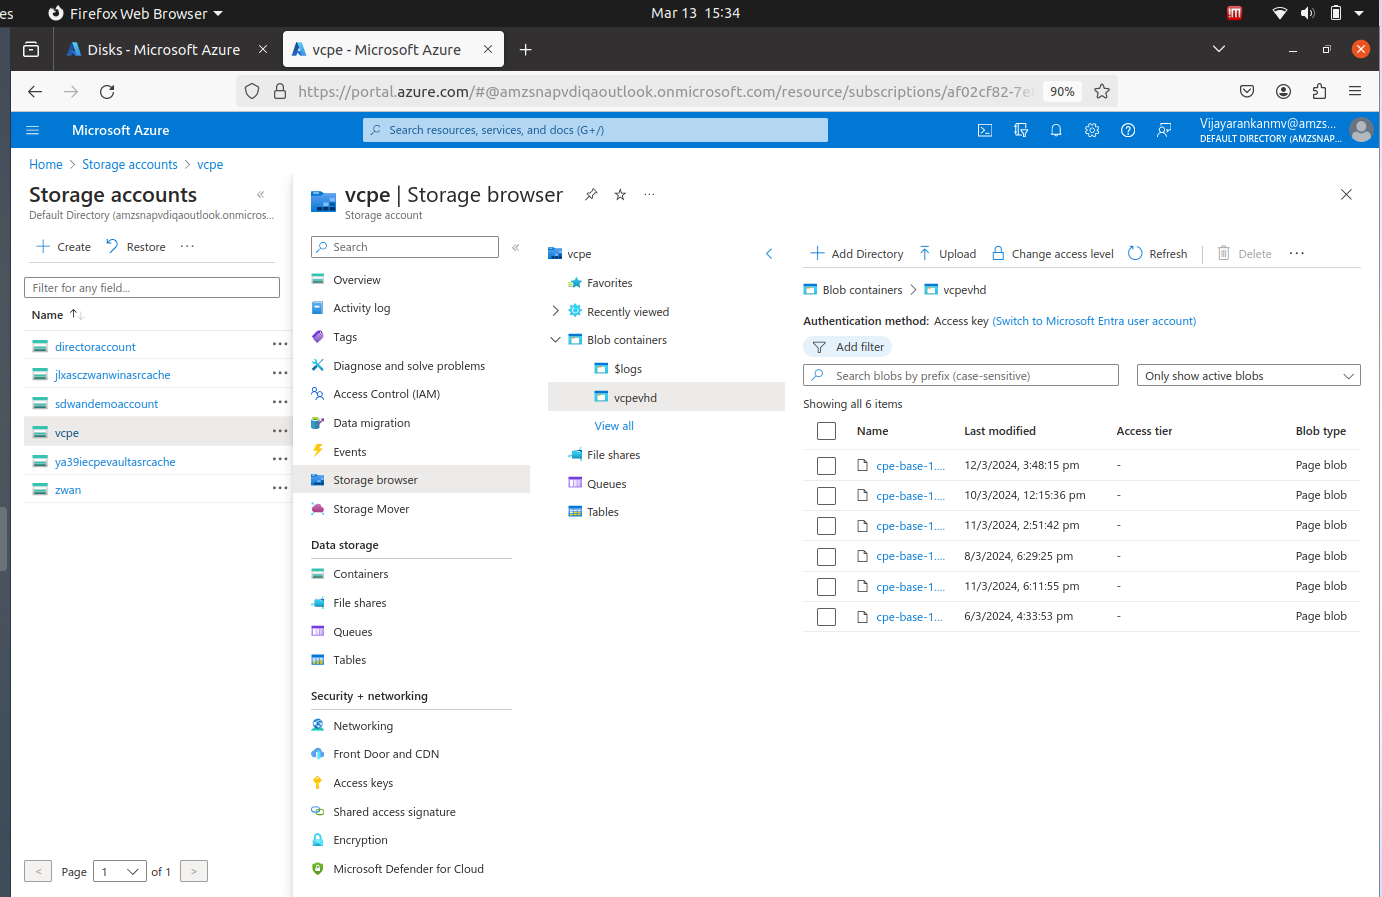 es
Firefox Web Browser
Mar 13 15:34
Disks - Microsoft Azure
vcpe - Microsoft Azure
https://portal.azure.com/#@amzsnapvdiqaoutlook.onmicrosoft.com/resource/subscriptions/af02cf82-7e
90%
Microsoft Azure
Search resources, services, and docs (G+/)
Vijayarankanmv@amzs...
DEFAULT DIRECTORY (AMZSNAP...
Home > Storage accounts > vcpe
Storage accounts
Default Directory (amzsnapvdiqaoutlook.onmicros...
Create
Restore
...
Filter for any field...
Name
directoraccount
jlxasczwanwinasrcache
sdwandemoaccount
vcpe
ya39iecpevaultasrcache
zwan
< Page 1 of 1 >
vcpe | Storage browser
...
Storage account
Search
Overview
Activity log
Tags
Diagnose and solve problems
Access Control (IAM)
Data migration
Events
Storage browser
Storage Mover
Data storage
Containers
File shares
Queues
Tables
Security + networking
Networking
Front Door and CDN
Access keys
Shared access signature
Encryption
Microsoft Defender for Cloud
vcpe
Favorites
Recently viewed
Blob containers
$logs
vcpevhd
View all
File shares
Queues
Tables
Add Directory
Upload
Change access level
Refresh
Delete
...
Blob containers > vcpevhd
Authentication method: Access key (Switch to Microsoft Entra user account)
Add filter
Search blobs by prefix (case-sensitive)
Only show active blobs
Showing all 6 items
Name Last modified Access tier Blob type
cpe-base-1.... 12/3/2024, 3:48:15 pm - Page blob
cpe-base-1.... 10/3/2024, 12:15:36 pm - Page blob
cpe-base-1.... 11/3/2024, 2:51:42 pm - Page blob
cpe-base-1.... 8/3/2024, 6:29:25 pm - Page blob
cpe-base-1.... 11/3/2024, 6:11:55 pm - Page blob
cpe-base-1... 6/3/2024, 4:33:53 pm - Page blob